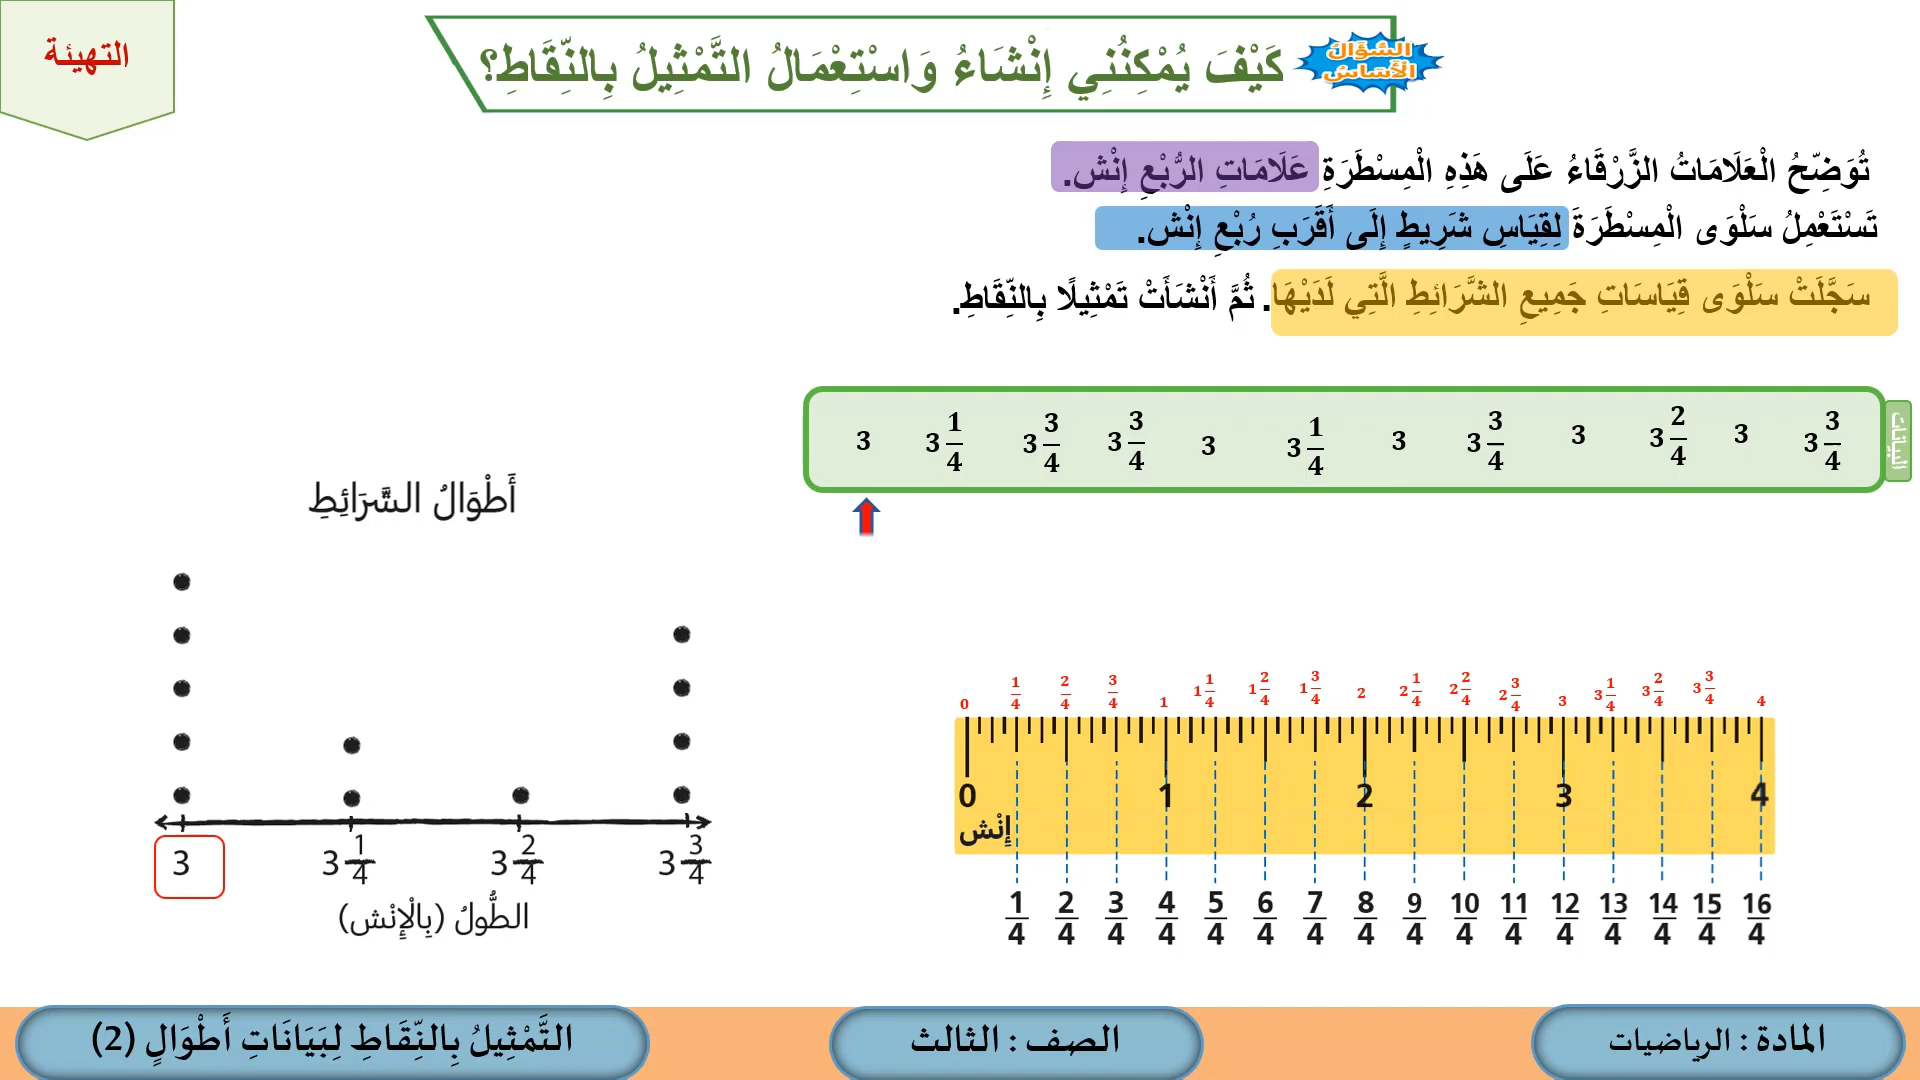 التهيئة
السُّؤَالُ
الْأَسَاسُ
كَيْفَ يُمْكِنُنِي إِنْشَاءُ وَاسْتِعْمَالُ التَّمْثِيلُ بِالنِّقَاطِ؟
تُوَضِّحُ الْعَلَامَاتُ الزَّرْقَاءُ عَلَى هَذِهِ الْمِسْطَرَةِ عَلَامَاتِ الرُّبْعِ إِنْش.
تَسْتَعْمِلُ سَلْوَى الْمِسْطَرَةَ لِقِيَاسِ شَرِيطٍ إِلَى أَقَرَبِ رُبْعِ إِنْش.
سَجَّلَتْ سَلْوَى قِيَاسَاتِ جَمِيعِ الشَّرَائِطِ الَّتِي لَدَيْهَا. ثُمَّ أَنْشَأَتْ تَمْثِيلًا بِالنِّقَاطِ.
البيانات
3 3 1/4 3 3/4 3 3/4 3 3 1/4 3 3 3/4 3 3 2/4 3 3 3/4
أَطْوَالُ الشَّرَائِطِ
3 3 1/4 3 2/4 3 3/4
الطُّولُ (بِالْإِنْش)
0 1/4 2/4 3/4 1 1 1/4 1 2/4 1 3/4 2 2 1/4 2 2/4 2 3/4 3 3 1/4 3 2/4 3 3/4 4
0 1 2 3 4
إِنْش
1/4 2/4 3/4 4/4 5/4 6/4 7/4 8/4 9/4 10/4 11/4 12/4 13/4 14/4 15/4 16/4
المادة : الرياضيات
الصف : الثالث
التَّمْثِيلُ بِالنِّقَاطِ لِبَيَانَاتِ أَطْوَالٍ (2)